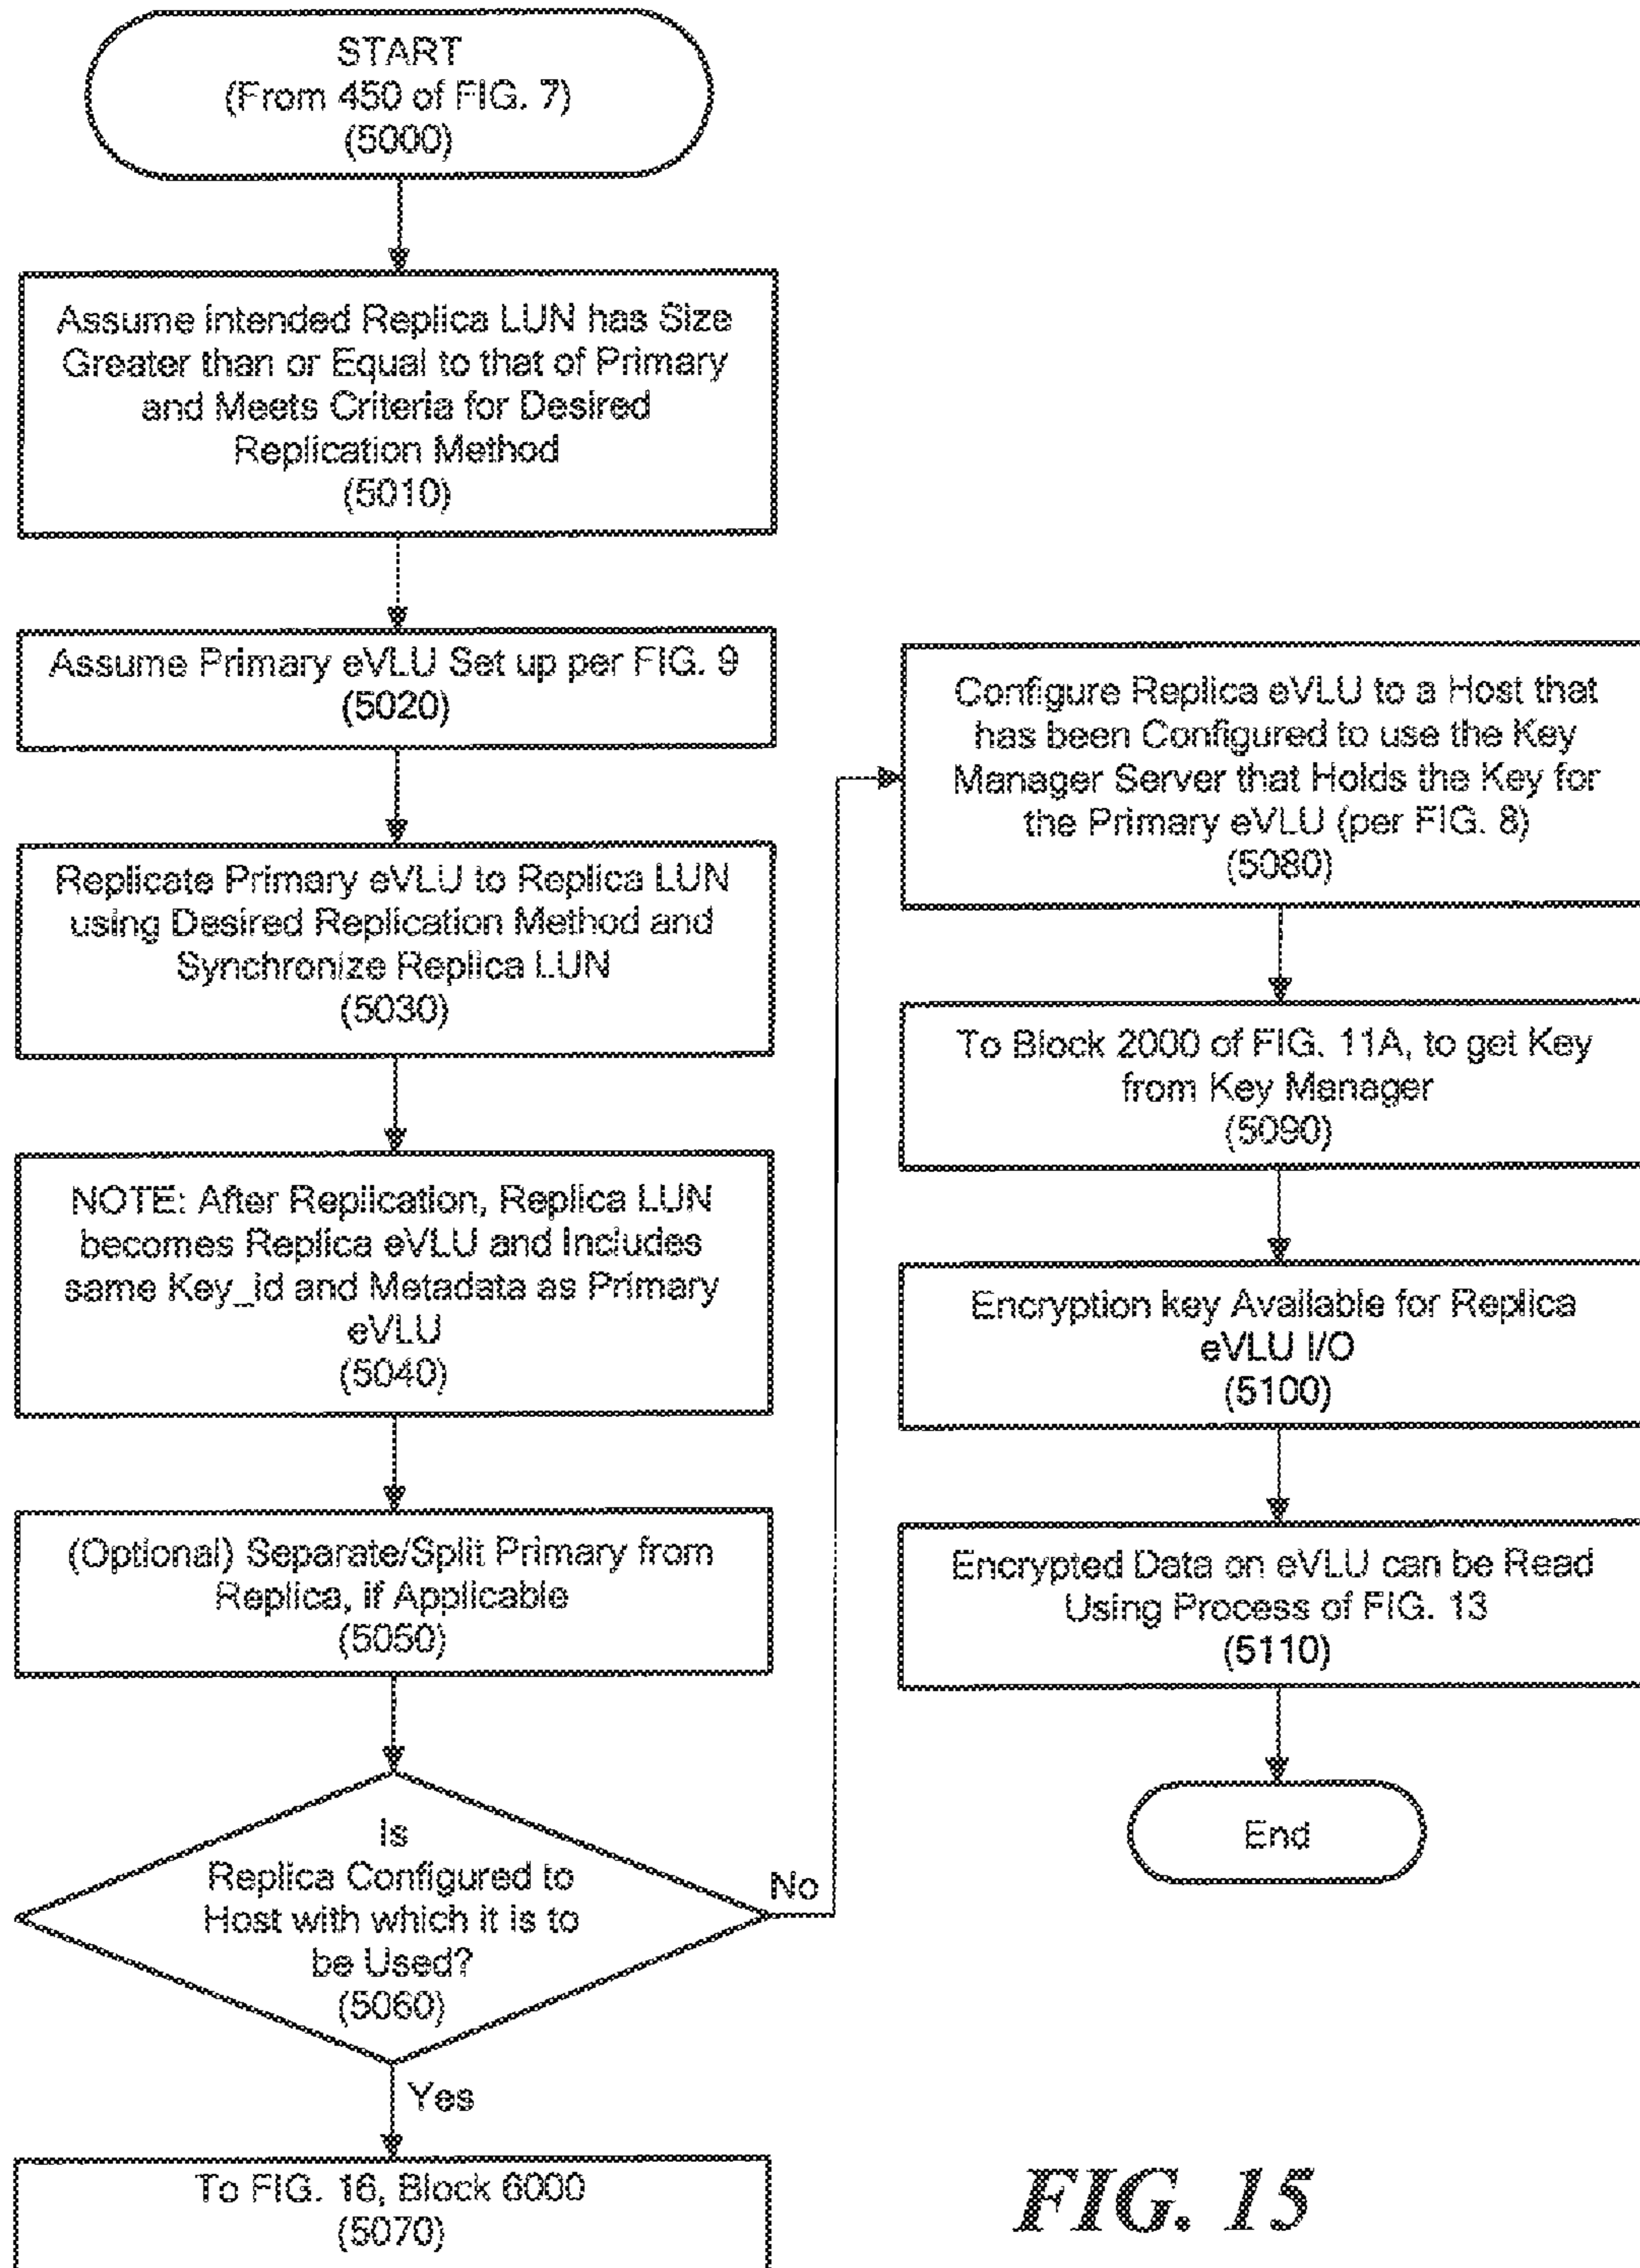 START
(From 450 of FIG. 7)
(5000)
Assume intended Replica LUN has Size
Greater than or Equal to that of Primary
and Meets Criteria for Desired
Replication Method
(5010)
Assume Primary eVLU Set up per FIG. 9
(5020)
Replicate Primary eVLU to Replica LUN
using Desired Replication Method and
Synchronize Replica LUN
(5030)
NOTE: After Replication, Replica LUN
becomes Replica eVLU and Includes
same Key_id and Metadata as Primary
eVLU
(5040)
(Optional) Separate/Split Primary from
Replica, if Applicable
(5050)
Is
Replica Configured to
Host with which it is to
be Used?
(5060)
No
Yes
To FIG. 16, Block 6000
(5070)
Configure Replica eVLU to a Host that
has been Configured to use the Key
Manager Server that Holds the Key for
the Primary eVLU (per FIG. 8)
(5080)
To Block 2000 of FIG. 11A, to get Key
from Key Manager
(5090)
Encryption key Available for Replica
eVLU I/O
(5100)
Encrypted Data on eVLU can be Read
Using Process of FIG. 13
(5110)
End
FIG. 15